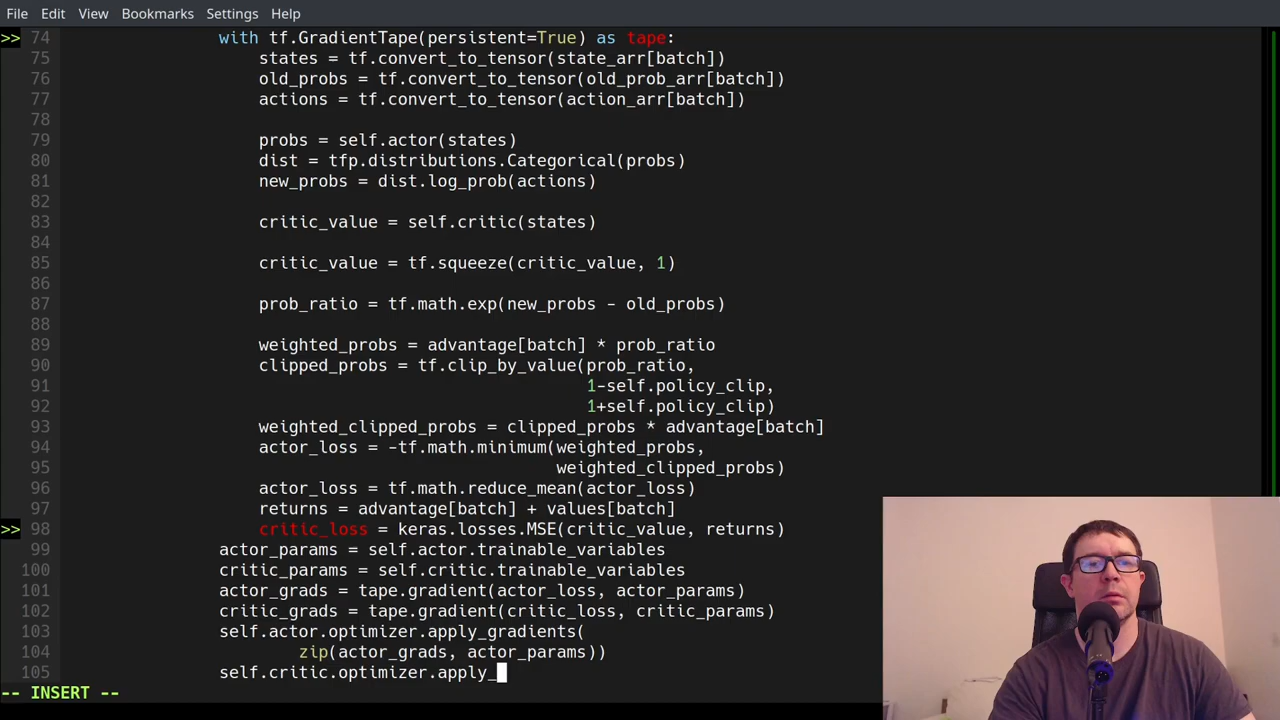 File Edit View Bookmarks Settings Help
>> 74 with tf.GradientTape(persistent=True) as tape:
75 states = tf.convert_to_tensor(state_arr[batch])
76 old_probs = tf.convert_to_tensor(old_prob_arr[batch])
77 actions = tf.convert_to_tensor(action_arr[batch])
78
79 probs = self.actor(states)
80 dist = tfp.distributions.Categorical(probs)
81 new_probs = dist.log_prob(actions)
82
83 critic_value = self.critic(states)
84
85 critic_value = tf.squeeze(critic_value, 1)
86
87 prob_ratio = tf.math.exp(new_probs - old_probs)
88
89 weighted_probs = advantage[batch] * prob_ratio
90 clipped_probs = tf.clip_by_value(prob_ratio,
91 1-self.policy_clip,
92 1+self.policy_clip)
93 weighted_clipped_probs = clipped_probs * advantage[batch]
94 actor_loss = -tf.math.minimum(weighted_probs,
95 weighted_clipped_probs)
96 actor_loss = tf.math.reduce_mean(actor_loss)
97 returns = advantage[batch] + values[batch]
>> 98 critic_loss = keras.losses.MSE(critic_value, returns)
99 actor_params = self.actor.trainable_variables
100 critic_params = self.critic.trainable_variables
101 actor_grads = tape.gradient(actor_loss, actor_params)
102 critic_grads = tape.gradient(critic_loss, critic_params)
103 self.actor.optimizer.apply_gradients(
104 zip(actor_grads, actor_params))
105 self.critic.optimizer.apply_
-- INSERT --